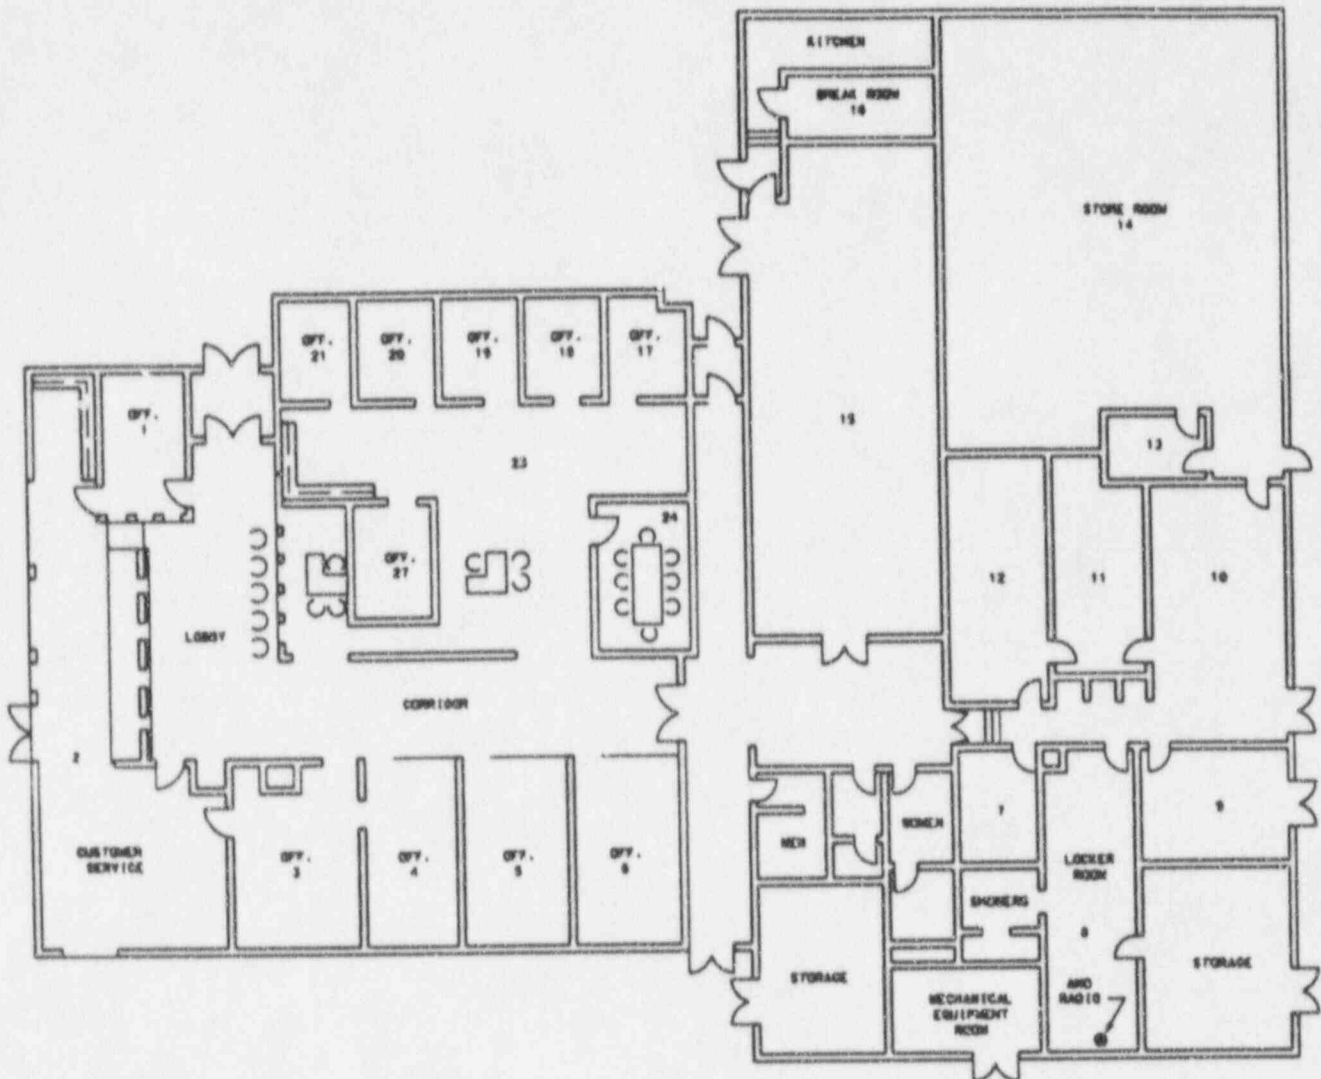 KITCHEN
BREAK ROOM
16
STORE ROOM
14
OFF.
21
OFF.
20
OFF.
19
OFF.
18
OFF.
17
OFF.
1
15
13
23
24
OFF.
27
12
11
10
LOBBY
CORRIDOR
2
CUSTOMER
SERVICE
OFF.
3
OFF.
4
OFF.
5
OFF.
6
MEN
WOMEN
7
9
LOCKER
ROOM
SHOWERS
8
STORAGE
STORAGE
MECHANICAL
EQUIPMENT
ROOM
AND
RADIO